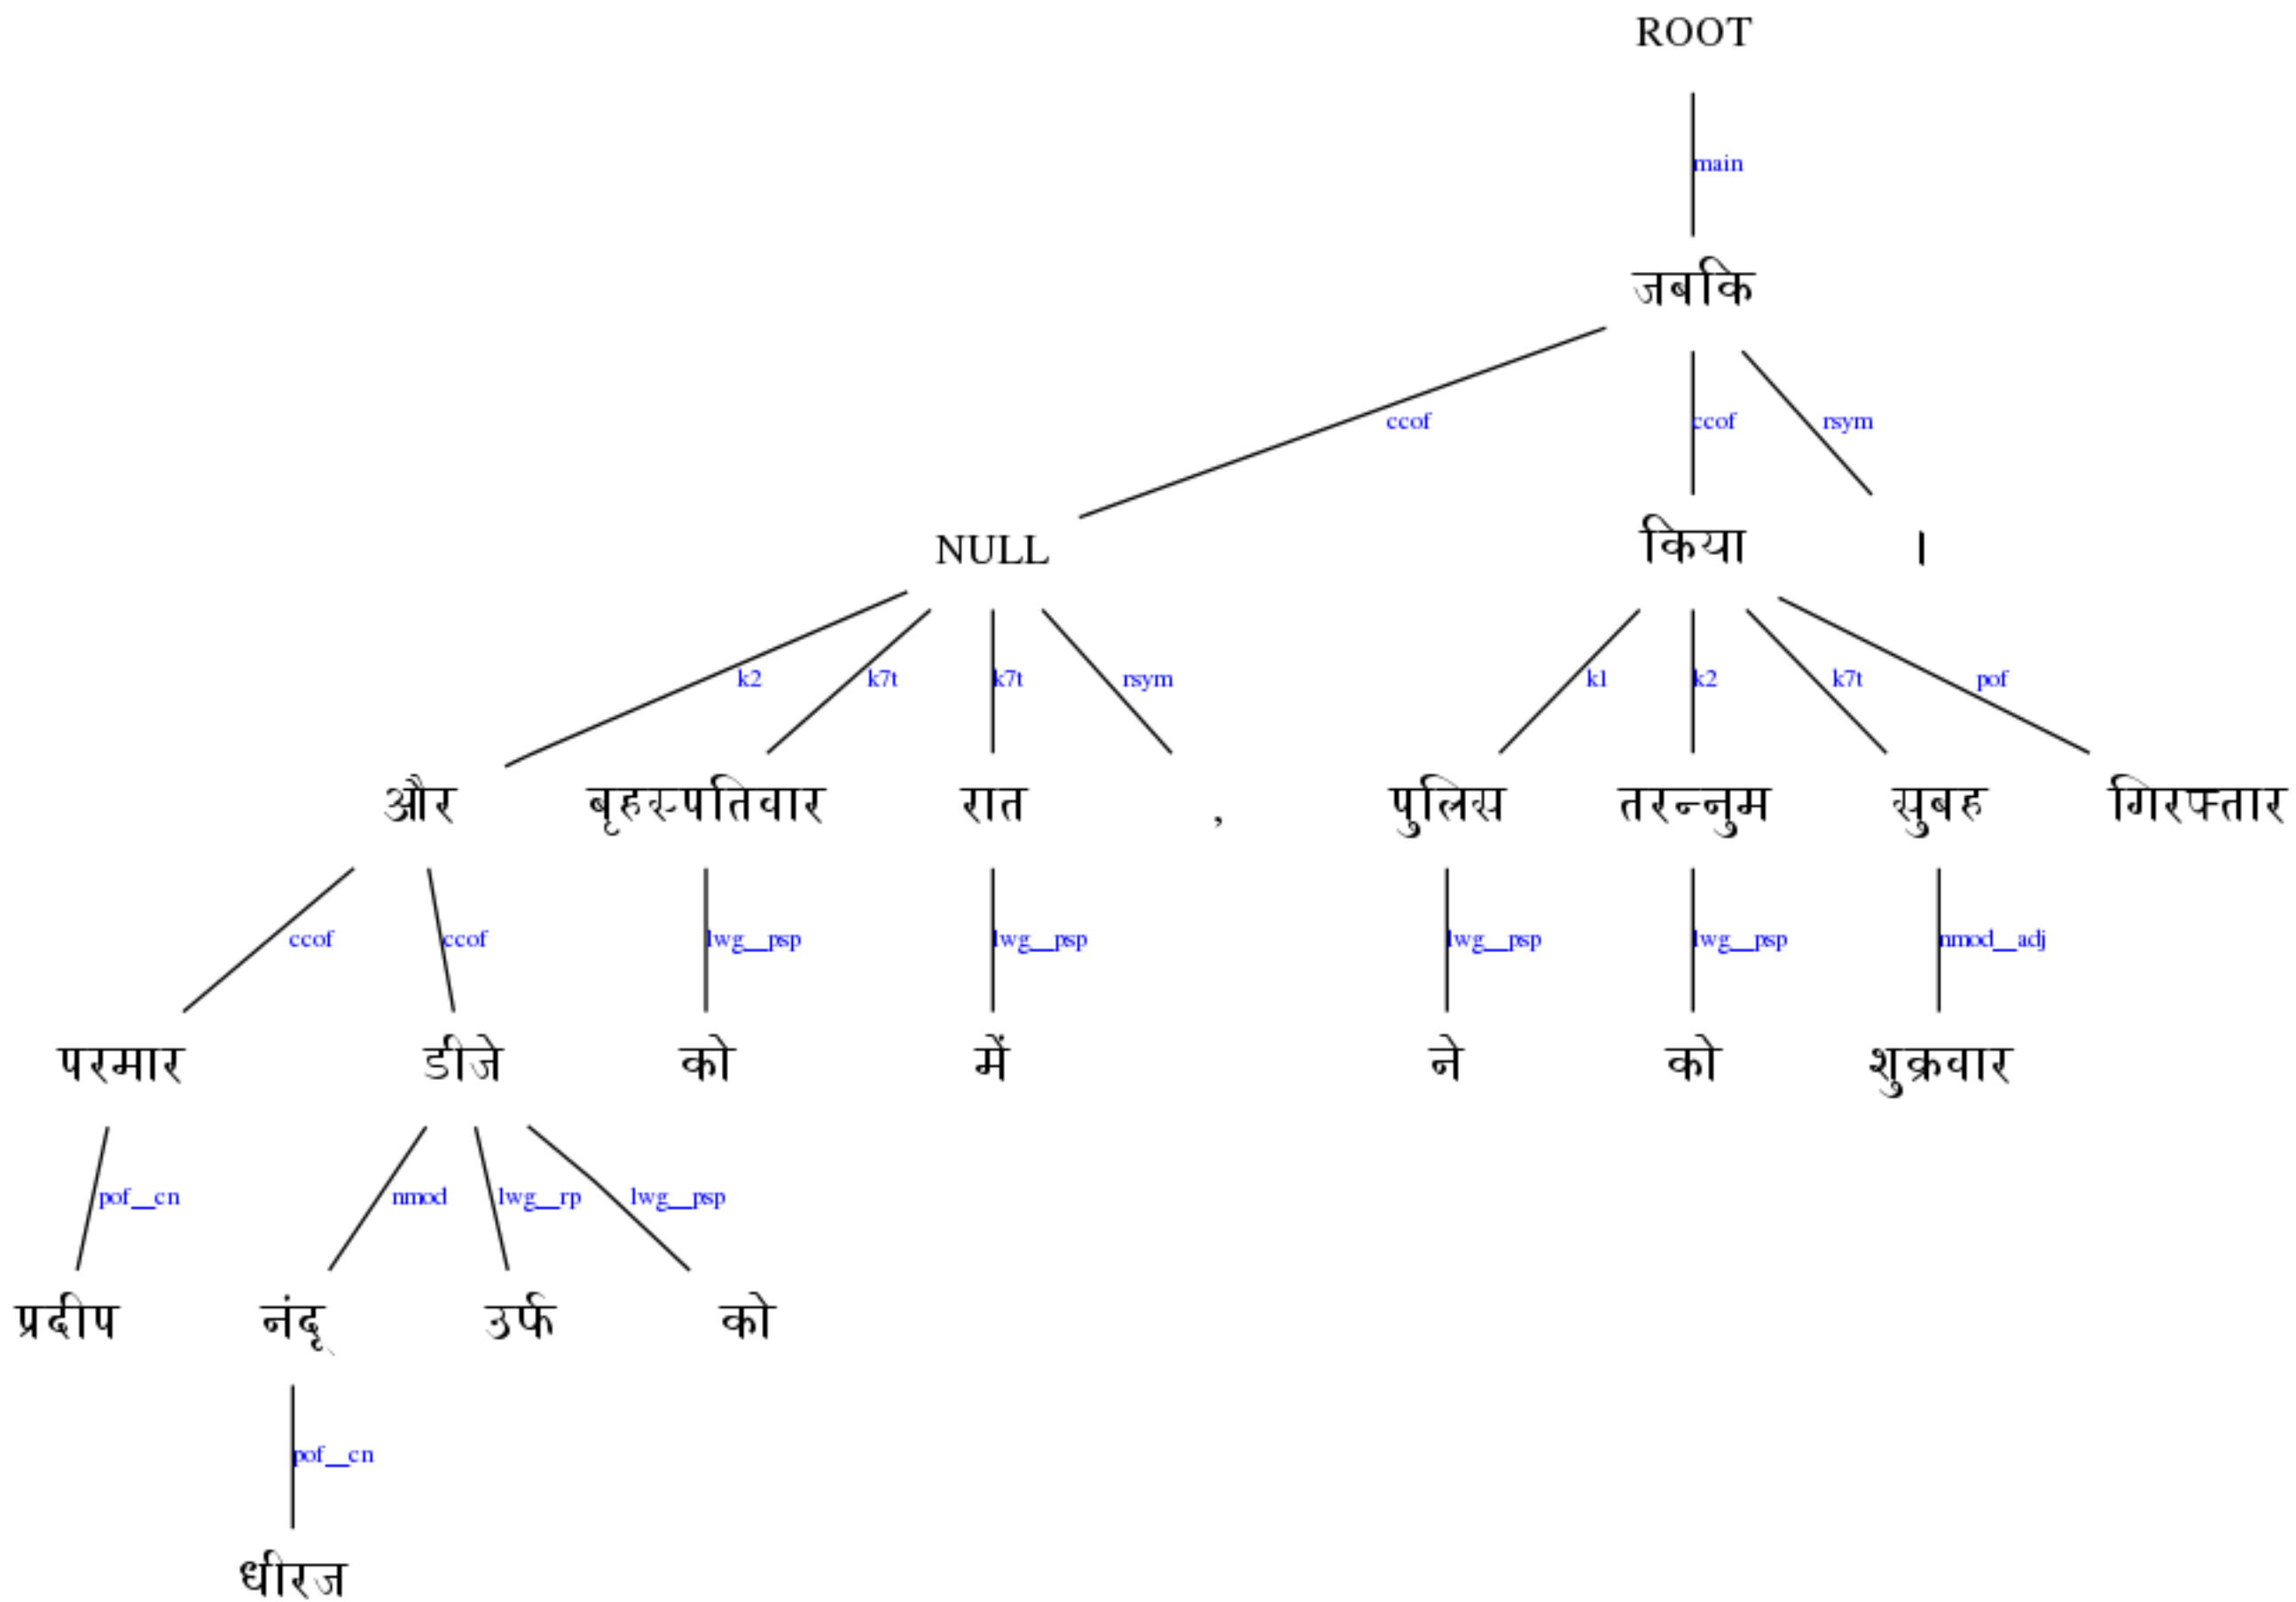 ROOT
main
जबकि
ccof ccof rsym
NULL किया ।
k2 k7t k7t rsym k1 k2 k7t pof
और बृहस्पतिवार रात , पुलिस तरन्नुम सुबह गिरफ्तार
ccof ccof lwg__psp lwg__psp lwg__psp lwg__psp nmod__adj
परमार डीजे को में ने को शुक्रवार
pof__cn nmod lwg__rp lwg__psp
प्रदीप नंदू उर्फ को
pof__cn
धीरज